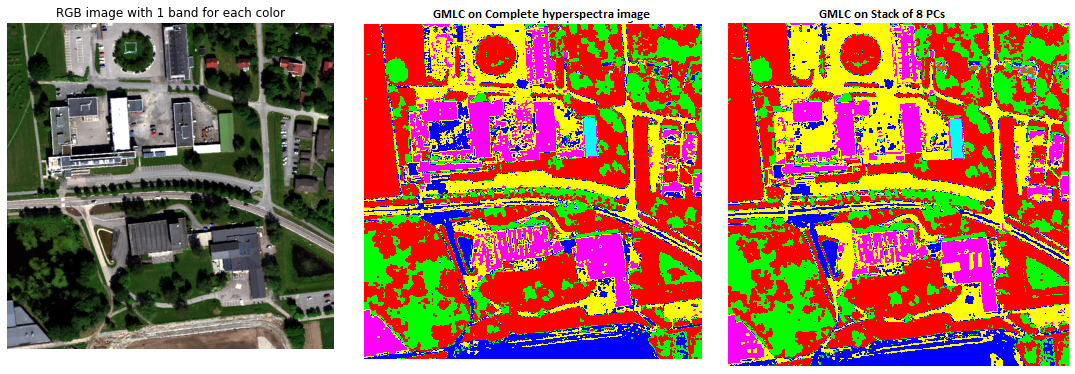 RGB image with 1 band for each color
GMLC on Complete hyperspectra image
GMLC on Stack of 8 PCs